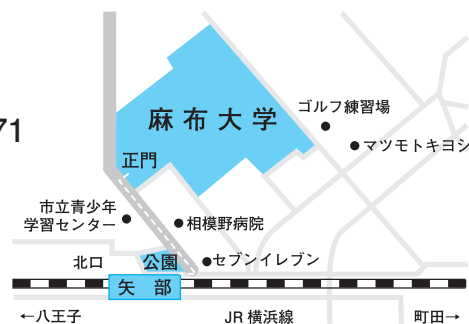 麻布大学
ゴルフ練習場
71
マツモトキヨシ
正門
市立青少年
学習センター
相模野病院
北口
公園
セブンイレブン
矢部
←八王子
JR 横浜線
町田→